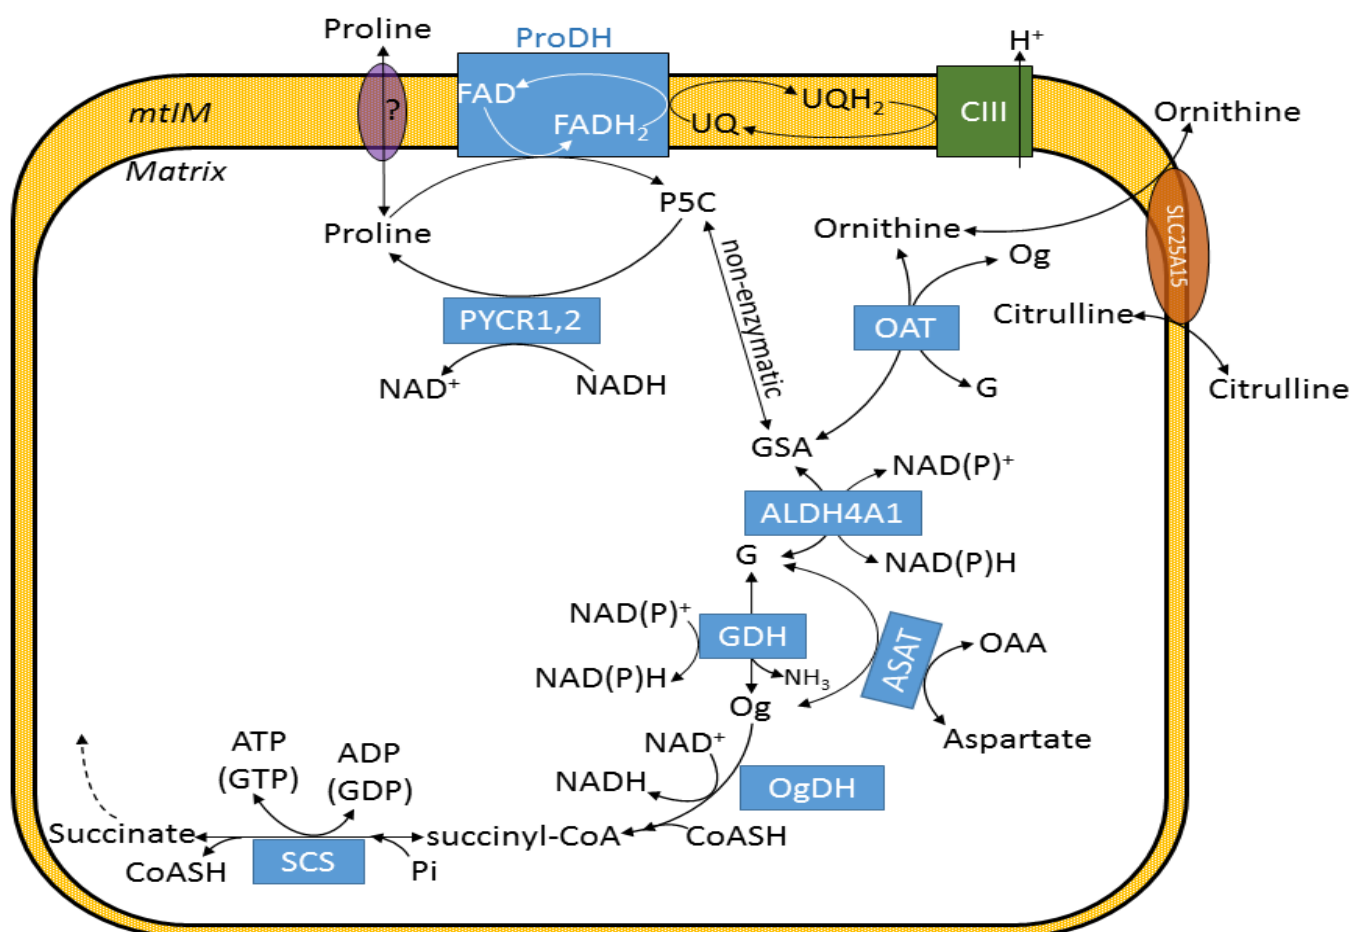 Proline
ProDH
H⁺
FAD
FADH₂
UQ
UQH₂
CIII
mtIM
?
Matrix
Ornithine
SLC25A15
P5C
Proline
Ornithine
Og
non-enzymatic
PYCR1,2
OAT
Citrulline
NAD⁺
NADH
G
Citrulline
GSA
NAD(P)⁺
ALDH4A1
G
NAD(P)H
NAD(P)⁺
GDH
ASAT
OAA
NAD(P)H
NH₃
Og
Aspartate
NAD⁺
ATP
(GTP)
ADP
(GDP)
NADH
OgDH
Succinate
succinyl-CoA
CoASH
CoASH
SCS
Pi